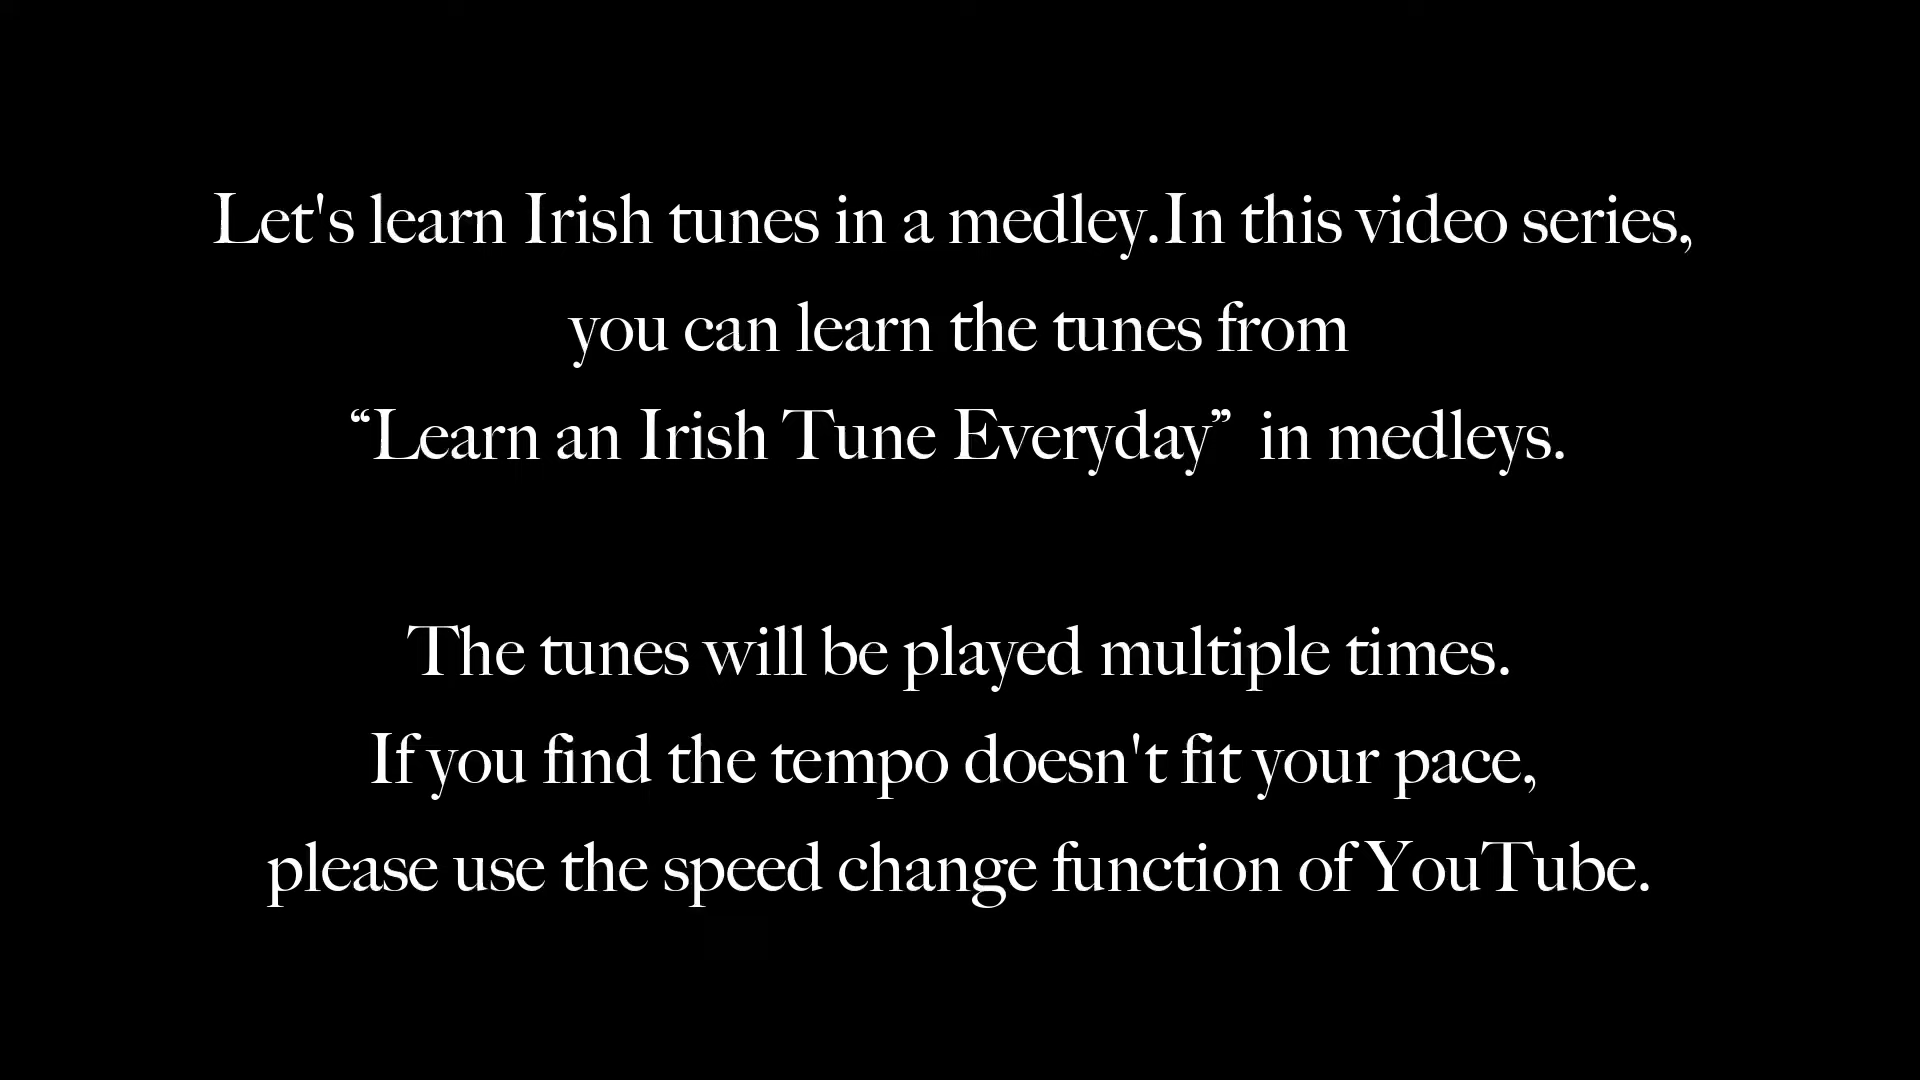 Let's learn Irish tunes in a medley.In this video series,
you can learn the tunes from
“Learn an Irish Tune Everyday” in medleys.
The tunes will be played multiple times.
If you find the tempo doesn't fit your pace,
please use the speed change function of YouTube.